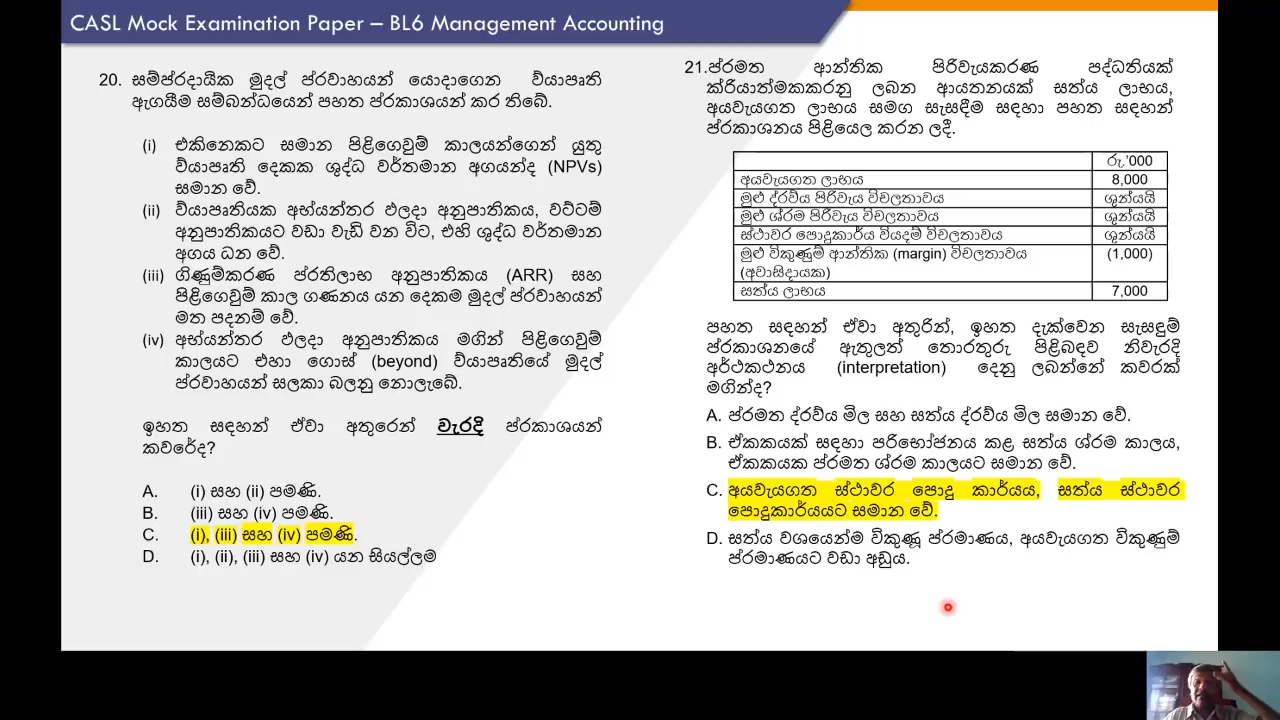 CASL Mock Examination Paper – BL6 Management Accounting
20. සම්ප්‍රදායික මුදල් ප්‍රවාහයන් යොදාගෙන ව්‍යාපෘති
ඇගයීම සම්බන්ධයෙන් පහත ප්‍රකාශයන් කර තිබේ.
(i) එකිනෙකට සමාන පිළිගෙවුම් කාලයන්ගෙන් යුතු
ව්‍යාපෘති දෙකක ශුද්ධ වර්තමාන අගයන්ද (NPVs)
සමාන වේ.
(ii) ව්‍යාපෘතියක අභ්‍යන්තර ඵලදා අනුපාතිකය, වට්ටම්
අනුපාතිකයට වඩා වැඩි වන විට, එහි ශුද්ධ වර්තමාන
අගය ධන වේ.
(iii) ගිණුම්කරණ ප්‍රතිලාභ අනුපාතිකය (ARR) සහ
පිළිගෙවුම් කාල ගණනය යන දෙකම මුදල් ප්‍රවාහයන්
මත පදනම් වේ.
(iv) අභ්‍යන්තර ඵලදා අනුපාතිකය මගින් පිළිගෙවුම්
කාලයට එහා ගොස් (beyond) ව්‍යාපෘතියේ මුදල්
ප්‍රවාහයන් සලකා බලනු නොලැබේ.
ඉහත සඳහන් ඒවා අතුරෙන් වැරදි ප්‍රකාශයන්
කවරේද?
A. (i) සහ (ii) පමණි.
B. (iii) සහ (iv) පමණි.
C. (i), (iii) සහ (iv) පමණි.
D. (i), (ii), (iii) සහ (iv) යන සියල්ලම
21.ප්‍රමත ආන්තික පිරිවැයකරණ පද්ධතියක්
ක්රියාත්මකකරනු ලබන ආයතනයක් සත්ය ලාභය,
අයවැයගත ලාභය සමග සැසඳීම සඳහා පහත සඳහන්
ප්රකාශනය පිළියෙල කරන ලදී.
රු.'000
අයවැයගත ලාභය 8,000
මුළු ද්රව්ය පිරිවැය විචලතාවය ශුන්යයි
මුළු ශ්රම පිරිවැය විචලතාවය ශුන්යයි
ස්ථාවර පොදුකාර්ය වියදම් විචලතාවය ශුන්යයි
මුළු විකුණුම් ආන්තික (margin) විචලතාවය (1,000)
(අවාසිදායක)
සත්ය ලාභය 7,000
පහත සඳහන් ඒවා අතුරින්, ඉහත දැක්වෙන සැසඳුම්
ප්රකාශනයේ ඇතුලත් තොරතුරු පිළිබඳව නිවැරදි
අර්ථකථනය (interpretation) දෙනු ලබන්නේ කවරක්
මගින්ද?
A. ප්රමත ද්රව්ය මිල සහ සත්ය ද්රව්ය මිල සමාන වේ.
B. ඒකකයක් සඳහා පරිභෝජනය කළ සත්ය ශ්රම කාලය,
ඒකකයක ප්රමත ශ්රම කාලයට සමාන වේ.
C. අයවැයගත ස්ථාවර පොදු කාර්යය, සත්ය ස්ථාවර
පොදුකාර්යයට සමාන වේ.
D. සත්ය වශයෙන්ම විකුණූ ප්රමාණය, අයවැයගත විකුණුම්
ප්රමාණයට වඩා අඩුය.